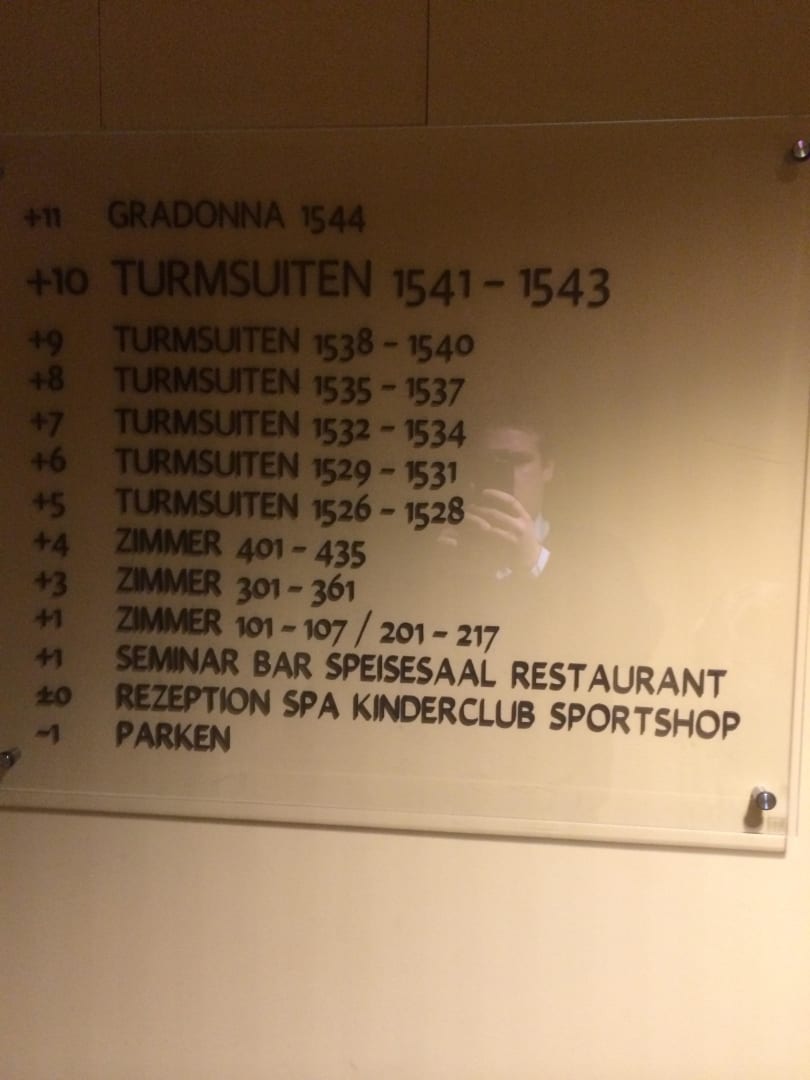 +11 GRADONNA 1544
+10 TURMSUITEN 1541 - 1543
+9 TURMSUITEN 1538 - 1540
+8 TURMSUITEN 1535 - 1537
+7 TURMSUITEN 1532 - 1534
+6 TURMSUITEN 1529 - 1531
+5 TURMSUITEN 1526 - 1528
+4 ZIMMER 401 - 435
+3 ZIMMER 301 - 361
+1 ZIMMER 101 - 107 / 201 - 217
+1 SEMINAR BAR SPEISESAAL RESTAURANT
±0 REZEPTION SPA KINDERCLUB SPORTSHOP
-1 PARKEN